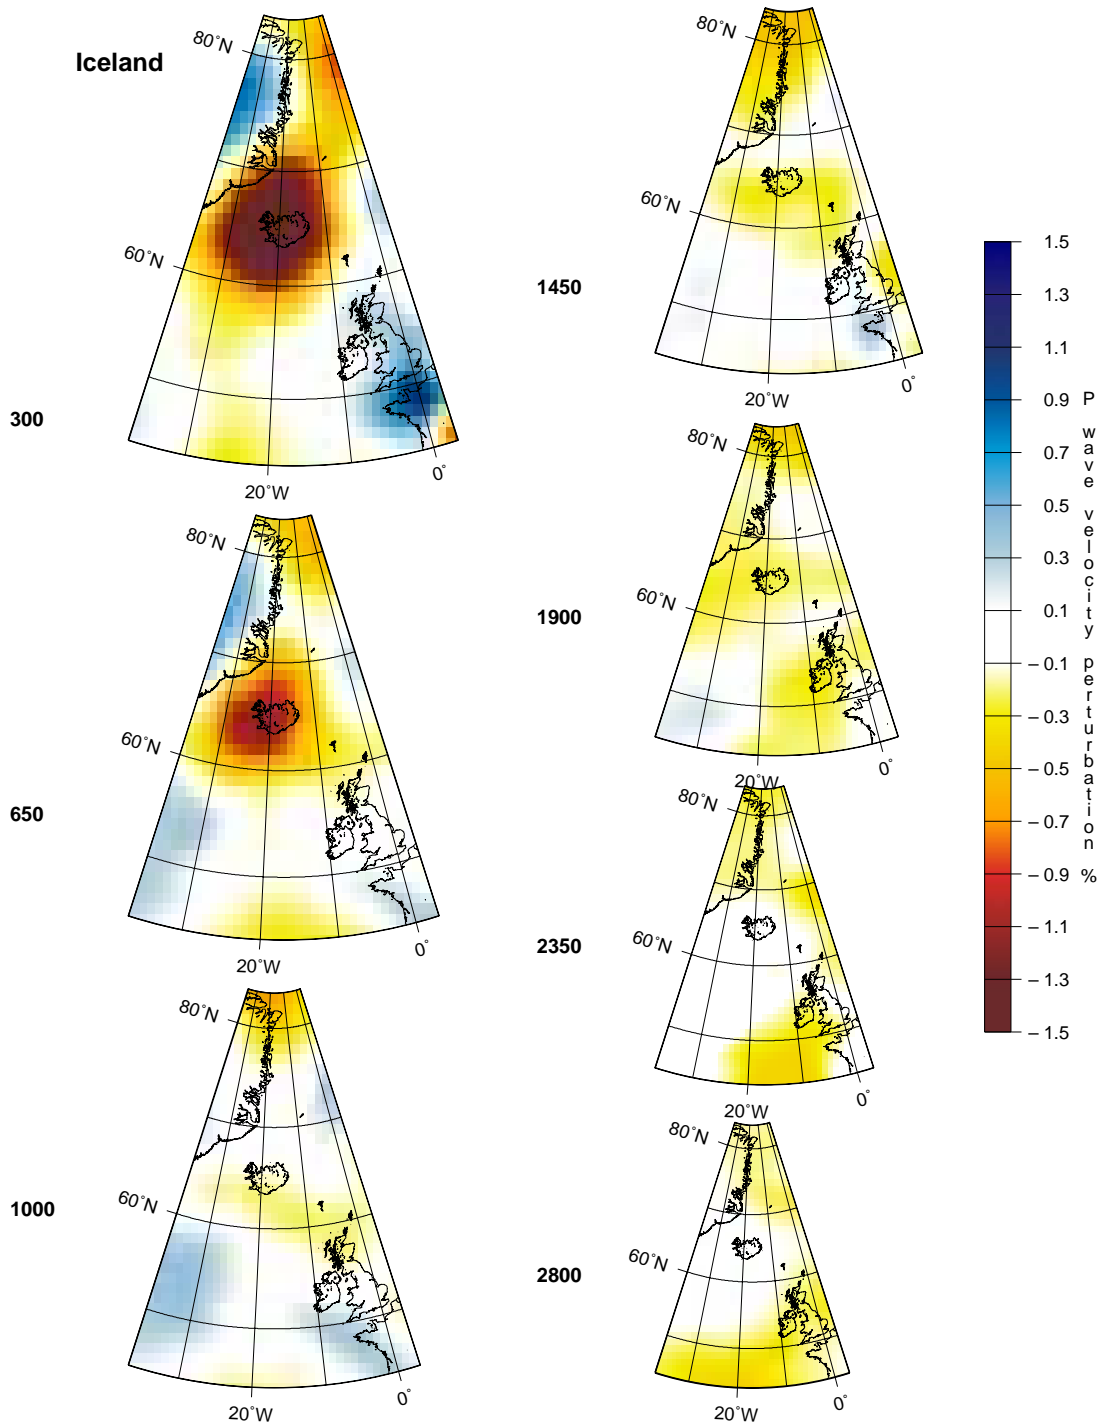 Iceland
80˚N
60˚N
20˚W
0˚
300
80˚N
60˚N
20˚W
0˚
650
80˚N
60˚N
20˚W
0˚
1000
80˚N
60˚N
20˚W
0˚
1450
80˚N
60˚N
20˚W
0˚
1900
80˚N
60˚N
20˚W
0˚
2350
80˚N
60˚N
20˚W
0˚
2800
1.5
1.3
1.1
0.9
0.7
0.5
0.3
0.1
−0.1
−0.3
−0.5
−0.7
−0.9
−1.1
−1.3
−1.5
P wave velocity perturbation %